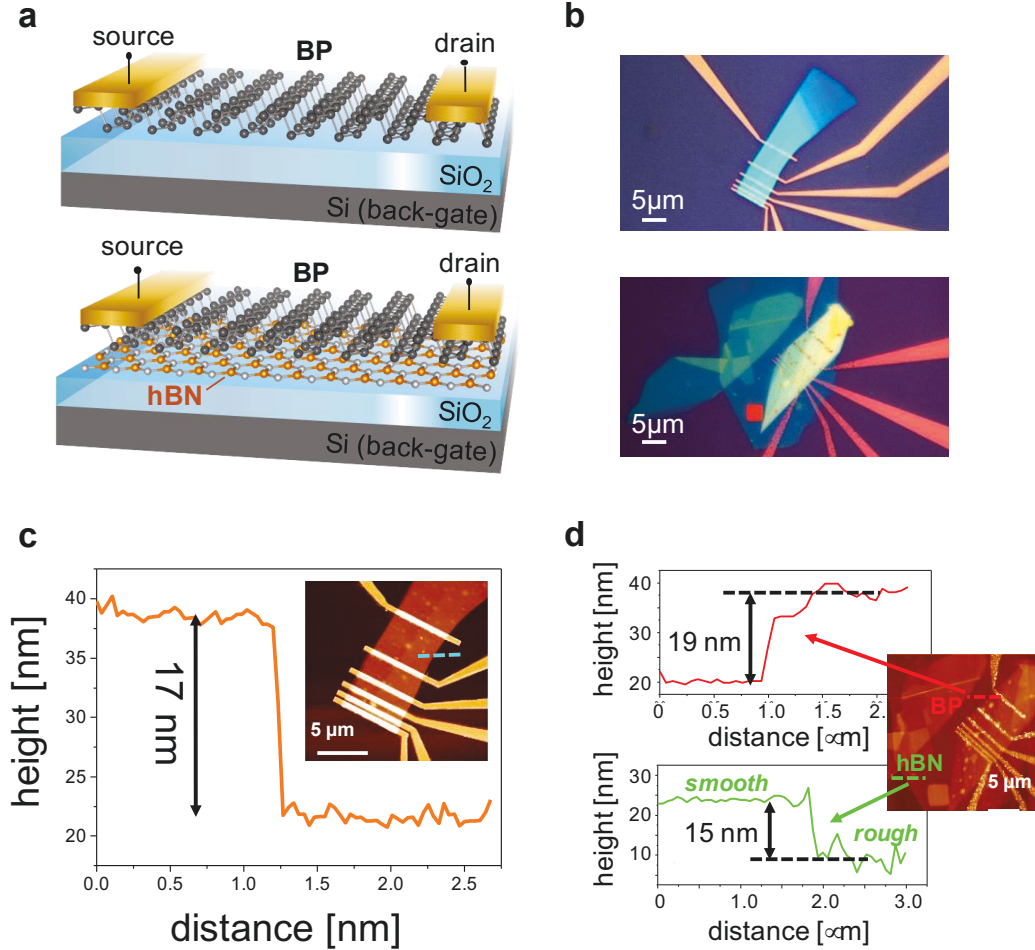 a
source
BP
drain
SiO₂
Si (back-gate)
source
BP
drain
hBN
SiO₂
Si (back-gate)
b
5µm
5µm
c
height [nm]
40
35
30
25
20
17 nm
5 µm
0.0 0.5 1.0 1.5 2.0 2.5
distance [nm]
d
height [nm]
40
30
20
19 nm
0 0.5 1.0 1.5 2.
distance [∝m]
BP
hBN
5 µm
height [nm]
30
20
10
smooth
15 nm
rough
0 0.5 1.0 1.5 2.0 3.0
distance [∝m]